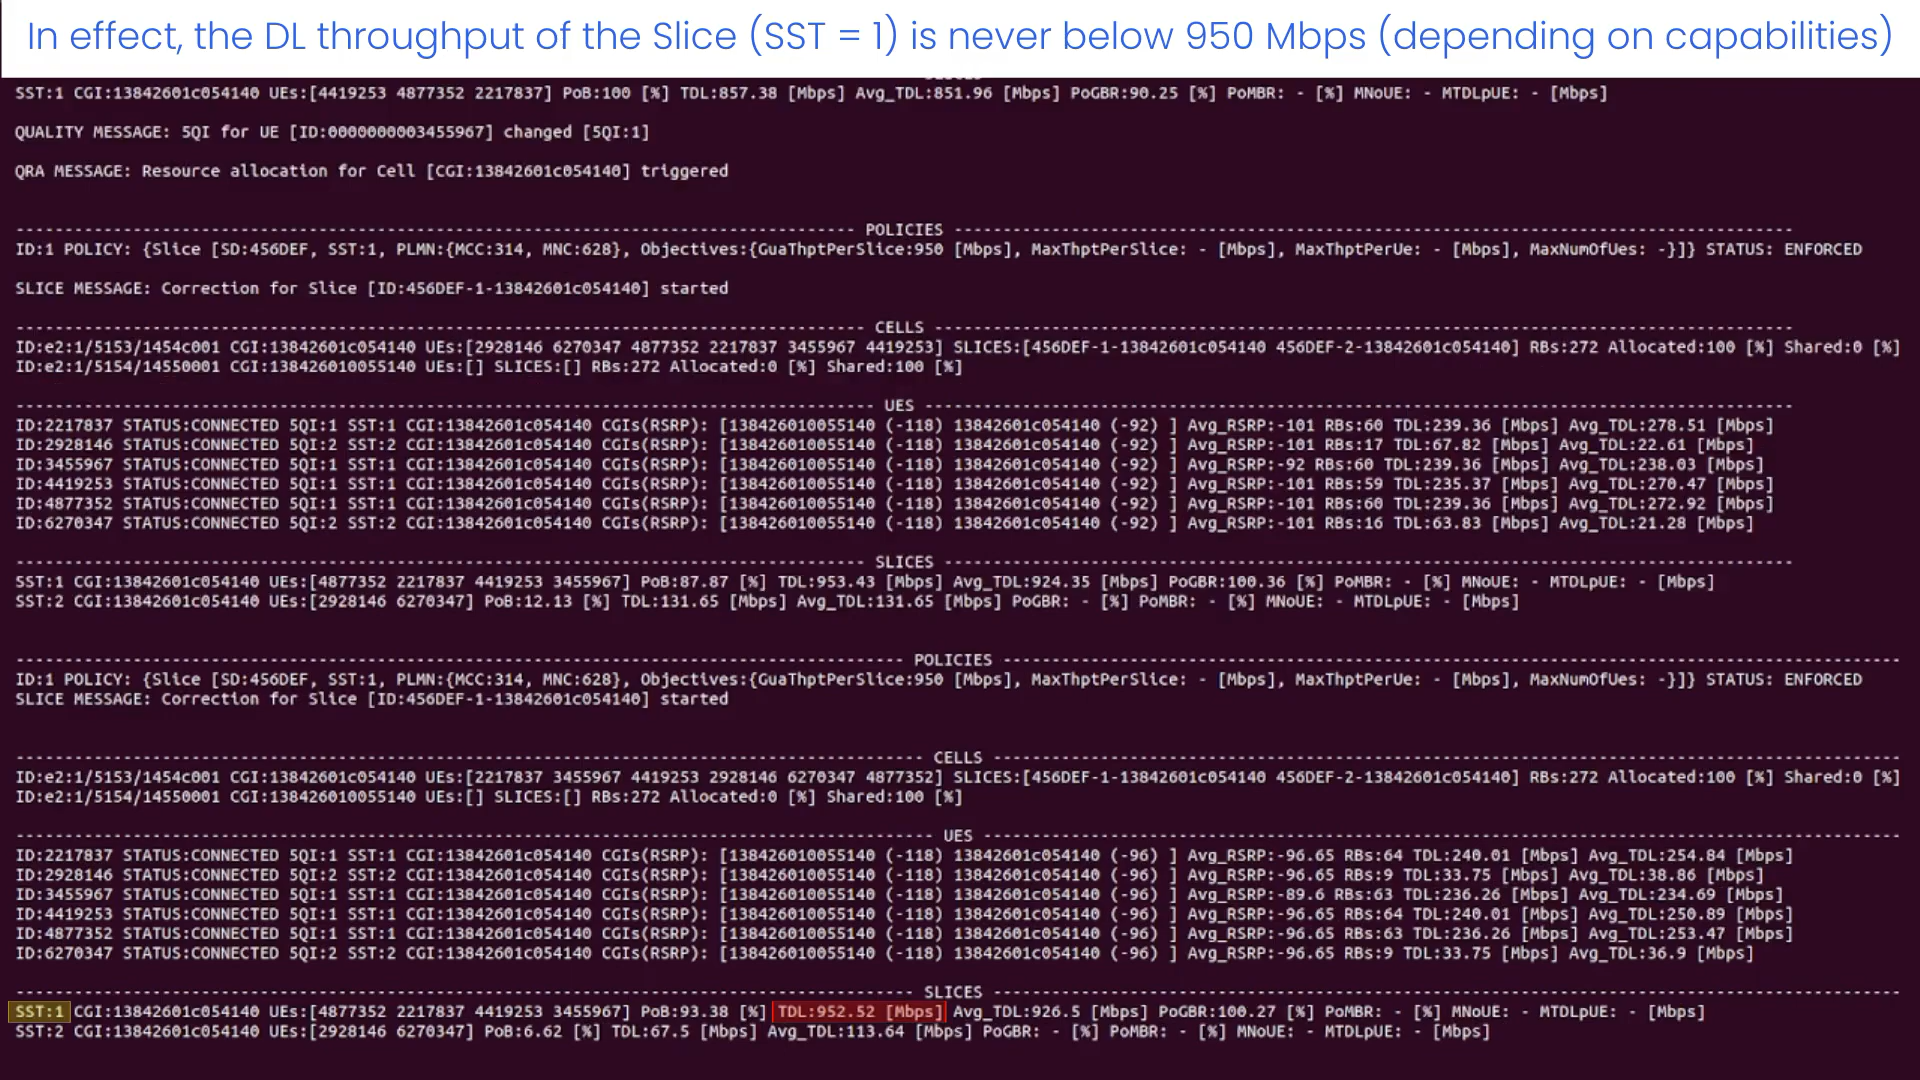 In effect, the DL throughput of the Slice (SST = 1) is never below 950 Mbps (depending on capabilities)
SST:1 CGI:13842601c054140 UEs:[4419253 4877352 2217837] PoB:100 [%] TDL:857.38 [Mbps] Avg_TDL:851.96 [Mbps] PoGBR:90.25 [%] PoMBR: - [%] MNoUE: - MTDLpUE: - [Mbps]
QUALITY MESSAGE: 5QI for UE [ID:0000000003455967] changed [5QI:1]
QRA MESSAGE: Resource allocation for Cell [CGI:13842601c054140] triggered
--------------------------------------------------------------------------------------- POLICIES --------------------------------------------------------------------------------------
ID:1 POLICY: {Slice [SD:456DEF, SST:1, PLMN:{MCC:314, MNC:628}, Objectives:{GuaThptPerSlice:950 [Mbps], MaxThptPerSlice: - [Mbps], MaxThptPerUe: - [Mbps], MaxNumOfUes: -}]} STATUS: ENFORCED
SLICE MESSAGE: Correction for Slice [ID:456DEF-1-13842601c054140] started
--------------------------------------------------------------------------------------- CELLS ----------------------------------------------------------------------------------------
ID:e2:1/5153/1454c001 CGI:13842601c054140 UEs:[2928146 6270347 4877352 2217837 3455967 4419253] SLICES:[456DEF-1-13842601c054140 456DEF-2-13842601c054140] RBs:272 Allocated:100 [%] Shared:0 [%]
ID:e2:1/5154/14550001 CGI:138426010055140 UEs:[] SLICES:[] RBs:272 Allocated:0 [%] Shared:100 [%]
---------------------------------------------------------------------------------------- UES -----------------------------------------------------------------------------------------
ID:2217837 STATUS:CONNECTED 5QI:1 SST:1 CGI:13842601c054140 CGIs(RSRP): [138426010055140 (-118) 13842601c054140 (-92) ] Avg_RSRP:-101 RBs:60 TDL:239.36 [Mbps] Avg_TDL:278.51 [Mbps]
ID:2928146 STATUS:CONNECTED 5QI:2 SST:2 CGI:13842601c054140 CGIs(RSRP): [138426010055140 (-118) 13842601c054140 (-92) ] Avg_RSRP:-101 RBs:17 TDL:67.82 [Mbps] Avg_TDL:22.61 [Mbps]
ID:3455967 STATUS:CONNECTED 5QI:1 SST:1 CGI:13842601c054140 CGIs(RSRP): [138426010055140 (-118) 13842601c054140 (-92) ] Avg_RSRP:-92 RBs:60 TDL:239.36 [Mbps] Avg_TDL:238.03 [Mbps]
ID:4419253 STATUS:CONNECTED 5QI:1 SST:1 CGI:13842601c054140 CGIs(RSRP): [138426010055140 (-118) 13842601c054140 (-92) ] Avg_RSRP:-101 RBs:59 TDL:235.37 [Mbps] Avg_TDL:270.47 [Mbps]
ID:4877352 STATUS:CONNECTED 5QI:1 SST:1 CGI:13842601c054140 CGIs(RSRP): [138426010055140 (-118) 13842601c054140 (-92) ] Avg_RSRP:-101 RBs:60 TDL:239.36 [Mbps] Avg_TDL:272.92 [Mbps]
ID:6270347 STATUS:CONNECTED 5QI:2 SST:2 CGI:13842601c054140 CGIs(RSRP): [138426010055140 (-118) 13842601c054140 (-92) ] Avg_RSRP:-101 RBs:16 TDL:63.83 [Mbps] Avg_TDL:21.28 [Mbps]
--------------------------------------------------------------------------------------- SLICES ---------------------------------------------------------------------------------------
SST:1 CGI:13842601c054140 UEs:[4877352 2217837 4419253 3455967] PoB:87.87 [%] TDL:953.43 [Mbps] Avg_TDL:924.35 [Mbps] PoGBR:100.36 [%] PoMBR: - [%] MNoUE: - MTDLpUE: - [Mbps]
SST:2 CGI:13842601c054140 UEs:[2928146 6270347] PoB:12.13 [%] TDL:131.65 [Mbps] Avg_TDL:131.65 [Mbps] PoGBR: - [%] PoMBR: - [%] MNoUE: - MTDLpUE: - [Mbps]
------------------------------------------------------------------------------------------- POLICIES --------------------------------------------------------------------------------------------
ID:1 POLICY: {Slice [SD:456DEF, SST:1, PLMN:{MCC:314, MNC:628}, Objectives:{GuaThptPerSlice:950 [Mbps], MaxThptPerSlice: - [Mbps], MaxThptPerUe: - [Mbps], MaxNumOfUes: -}]} STATUS: ENFORCED
SLICE MESSAGE: Correction for Slice [ID:456DEF-1-13842601c054140] started
--------------------------------------------------------------------------------------------- CELLS ---------------------------------------------------------------------------------------------
ID:e2:1/5153/1454c001 CGI:13842601c054140 UEs:[2217837 3455967 4419253 2928146 6270347 4877352] SLICES:[456DEF-1-13842601c054140 456DEF-2-13842601c054140] RBs:272 Allocated:100 [%] Shared:0 [%]
ID:e2:1/5154/14550001 CGI:138426010055140 UEs:[] SLICES:[] RBs:272 Allocated:0 [%] Shared:100 [%]
---------------------------------------------------------------------------------------------- UES ----------------------------------------------------------------------------------------------
ID:2217837 STATUS:CONNECTED 5QI:1 SST:1 CGI:13842601c054140 CGIs(RSRP): [138426010055140 (-118) 13842601c054140 (-96) ] Avg_RSRP:-96.65 RBs:64 TDL:240.01 [Mbps] Avg_TDL:254.84 [Mbps]
ID:2928146 STATUS:CONNECTED 5QI:2 SST:2 CGI:13842601c054140 CGIs(RSRP): [138426010055140 (-118) 13842601c054140 (-96) ] Avg_RSRP:-96.65 RBs:9 TDL:33.75 [Mbps] Avg_TDL:38.86 [Mbps]
ID:3455967 STATUS:CONNECTED 5QI:1 SST:1 CGI:13842601c054140 CGIs(RSRP): [138426010055140 (-118) 13842601c054140 (-96) ] Avg_RSRP:-89.6 RBs:63 TDL:236.26 [Mbps] Avg_TDL:234.69 [Mbps]
ID:4419253 STATUS:CONNECTED 5QI:1 SST:1 CGI:13842601c054140 CGIs(RSRP): [138426010055140 (-118) 13842601c054140 (-96) ] Avg_RSRP:-96.65 RBs:64 TDL:240.01 [Mbps] Avg_TDL:250.89 [Mbps]
ID:4877352 STATUS:CONNECTED 5QI:1 SST:1 CGI:13842601c054140 CGIs(RSRP): [138426010055140 (-118) 13842601c054140 (-96) ] Avg_RSRP:-96.65 RBs:63 TDL:236.26 [Mbps] Avg_TDL:253.47 [Mbps]
ID:6270347 STATUS:CONNECTED 5QI:2 SST:2 CGI:13842601c054140 CGIs(RSRP): [138426010055140 (-118) 13842601c054140 (-96) ] Avg_RSRP:-96.65 RBs:9 TDL:33.75 [Mbps] Avg_TDL:36.9 [Mbps]
-------------------------------------------------------------------------------------------- SLICES ---------------------------------------------------------------------------------------------
SST:1 CGI:13842601c054140 UEs:[4877352 2217837 4419253 3455967] PoB:93.38 [%] TDL:952.52 [Mbps] Avg_TDL:926.5 [Mbps] PoGBR:100.27 [%] PoMBR: - [%] MNoUE: - MTDLpUE: - [Mbps]
SST:2 CGI:13842601c054140 UEs:[2928146 6270347] PoB:6.62 [%] TDL:67.5 [Mbps] Avg_TDL:113.64 [Mbps] PoGBR: - [%] PoMBR: - [%] MNoUE: - MTDLpUE: - [Mbps]